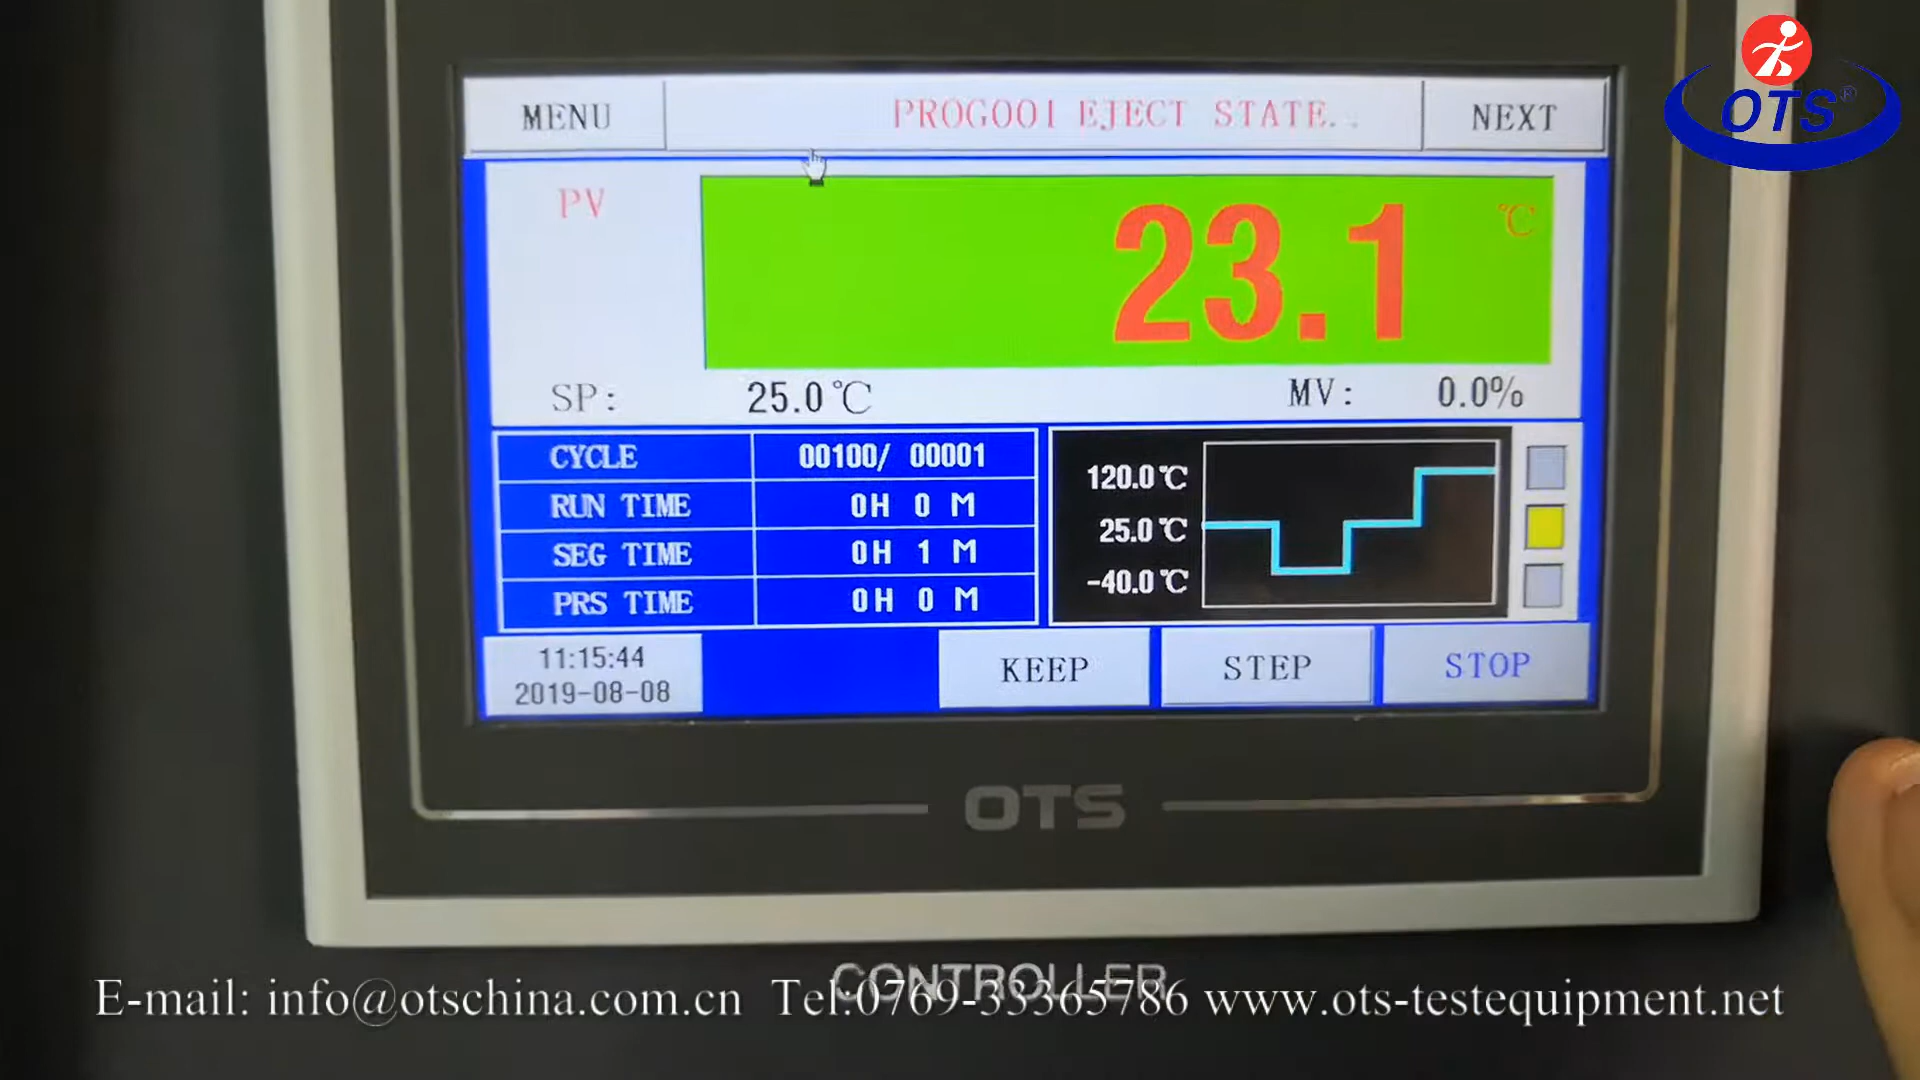 MENU PROG001 EJECT STATE.. NEXT
OTS®
PV 23.1 ℃
SP: 25.0℃ MV: 0.0%
CYCLE 00100/ 00001
RUN TIME 0H 0 M
SEG TIME 0H 1 M
PRS TIME 0H 0 M
120.0℃
25.0℃
-40.0℃
11:15:44
2019-08-08
KEEP STEP STOP
OTS
CONTROLLER
E-mail: info@otschina.com.cn Tel:0769-33365786 www.ots-testequipment.net